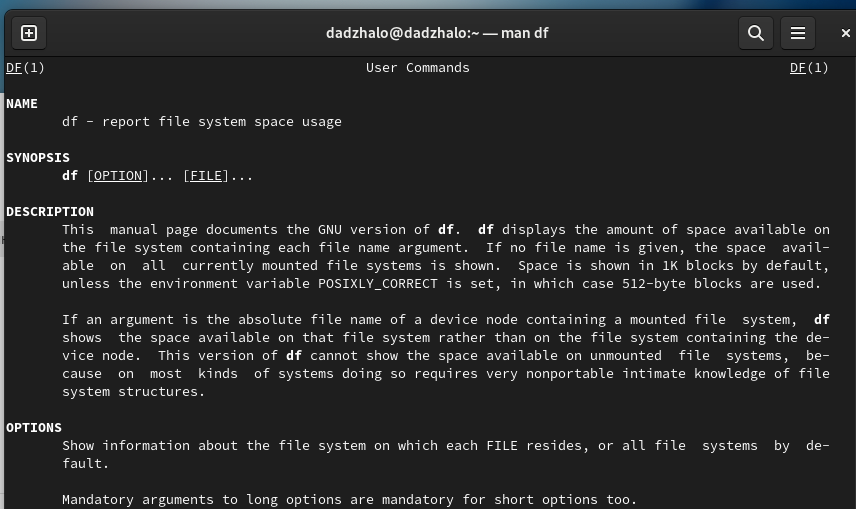 dadzhalo@dadzhalo:~ — man df
DF(1) User Commands DF(1)
NAME
df - report file system space usage
SYNOPSIS
df [OPTION]... [FILE]...
DESCRIPTION
This manual page documents the GNU version of df. df displays the amount of space available on
the file system containing each file name argument. If no file name is given, the space avail-
able on all currently mounted file systems is shown. Space is shown in 1K blocks by default,
unless the environment variable POSIXLY_CORRECT is set, in which case 512-byte blocks are used.
If an argument is the absolute file name of a device node containing a mounted file system, df
shows the space available on that file system rather than on the file system containing the de-
vice node. This version of df cannot show the space available on unmounted file systems, be-
cause on most kinds of systems doing so requires very nonportable intimate knowledge of file
system structures.
OPTIONS
Show information about the file system on which each FILE resides, or all file systems by de-
fault.
Mandatory arguments to long options are mandatory for short options too.